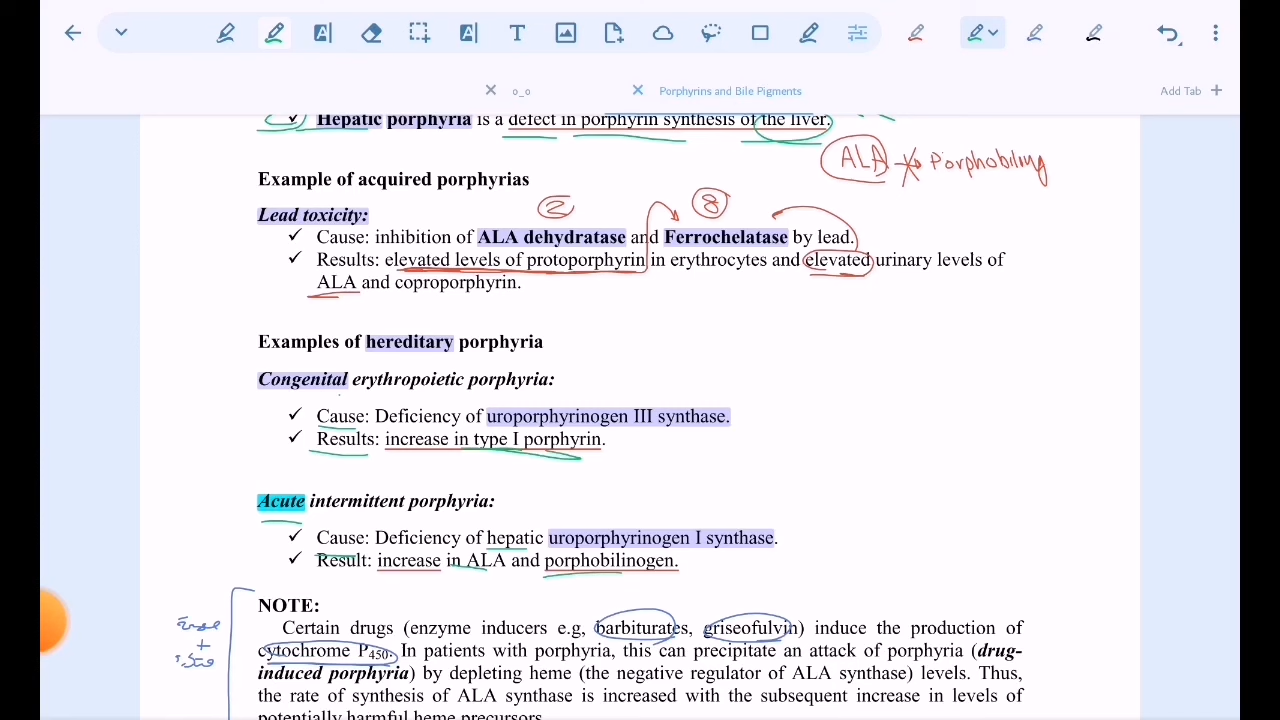 o_o
Porphyrins and Bile Pigments
Add Tab
Hepatic porphyria is a defect in porphyrin synthesis of the liver.
ALA
Example of acquired porphyrias
Lead toxicity:
2 8
✓ Cause: inhibition of ALA dehydratase and Ferrochelatase by lead.
✓ Results: elevated levels of protoporphyrin in erythrocytes and elevated urinary levels of
ALA and coproporphyrin.
Examples of hereditary porphyria
Congenital erythropoietic porphyria:
✓ Cause: Deficiency of uroporphyrinogen III synthase.
✓ Results: increase in type I porphyrin.
Acute intermittent porphyria:
✓ Cause: Deficiency of hepatic uroporphyrinogen I synthase.
✓ Result: increase in ALA and porphobilinogen.
NOTE:
Certain drugs (enzyme inducers e.g, barbiturates, griseofulvin) induce the production of
cytochrome P450. In patients with porphyria, this can precipitate an attack of porphyria (drug-
induced porphyria) by depleting heme (the negative regulator of ALA synthase) levels. Thus,
the rate of synthesis of ALA synthase is increased with the subsequent increase in levels of
potentially harmful heme precursors.